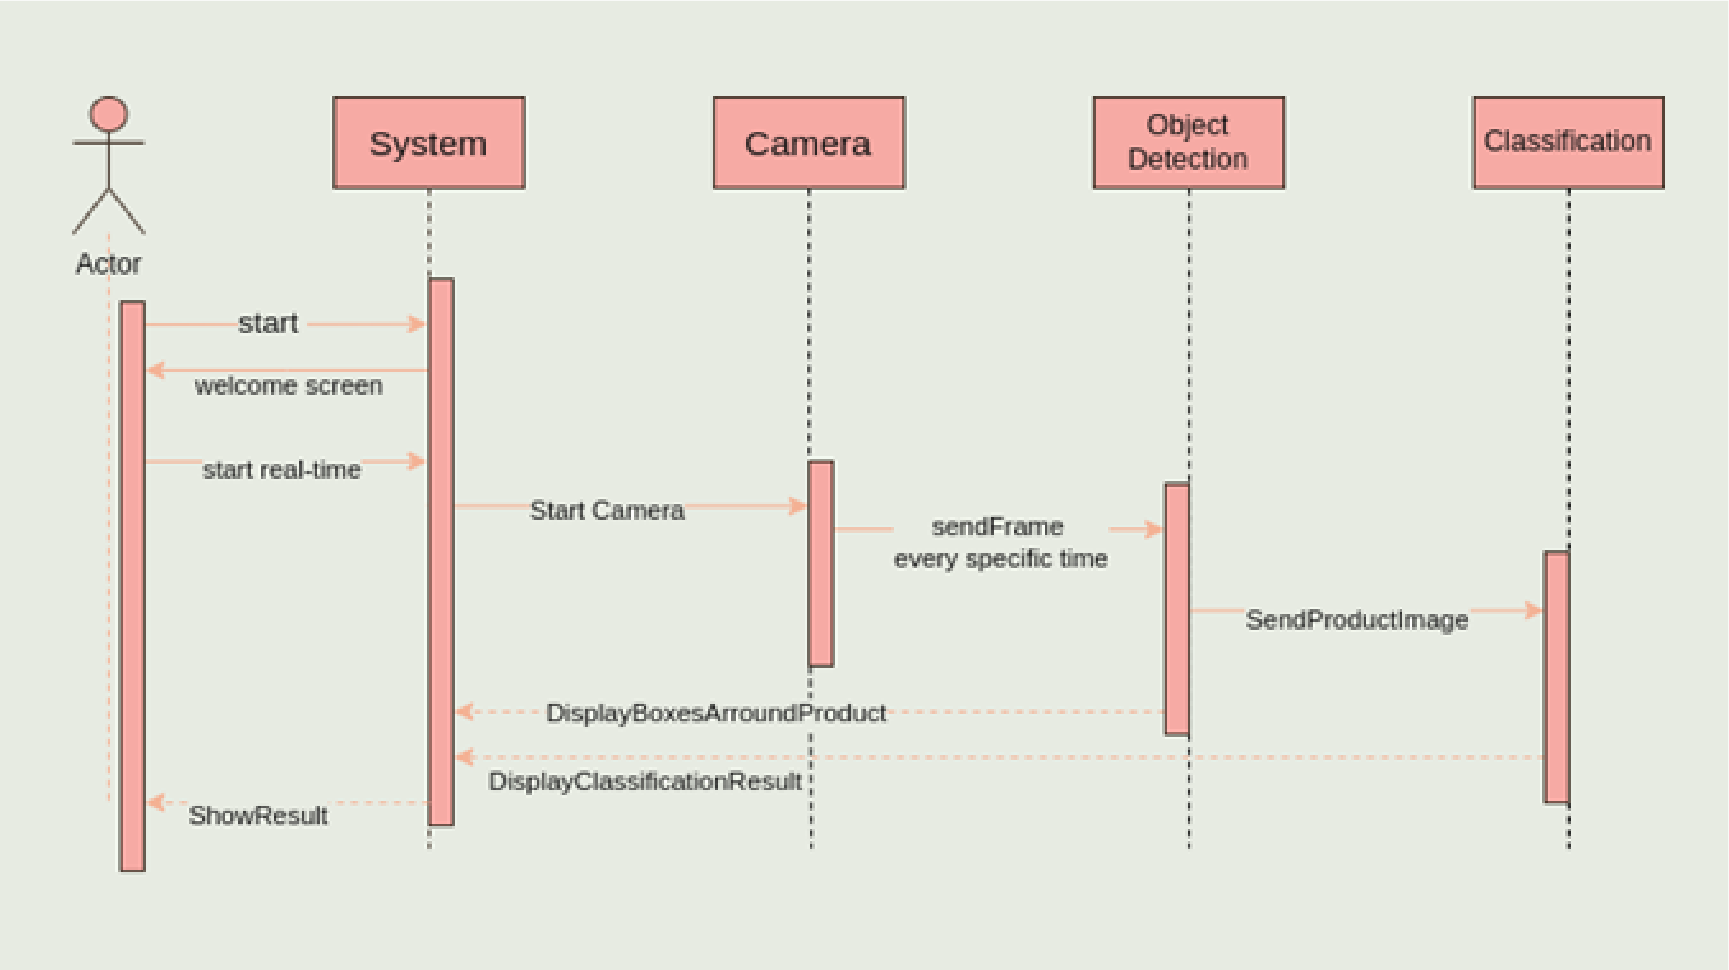 System
Camera
Object
Detection
Classification
Actor
start
welcome screen
start real-time
Start Camera
sendFrame
every specific time
SendProductImage
DisplayBoxesArroundProduct
DisplayClassificationResult
ShowResult